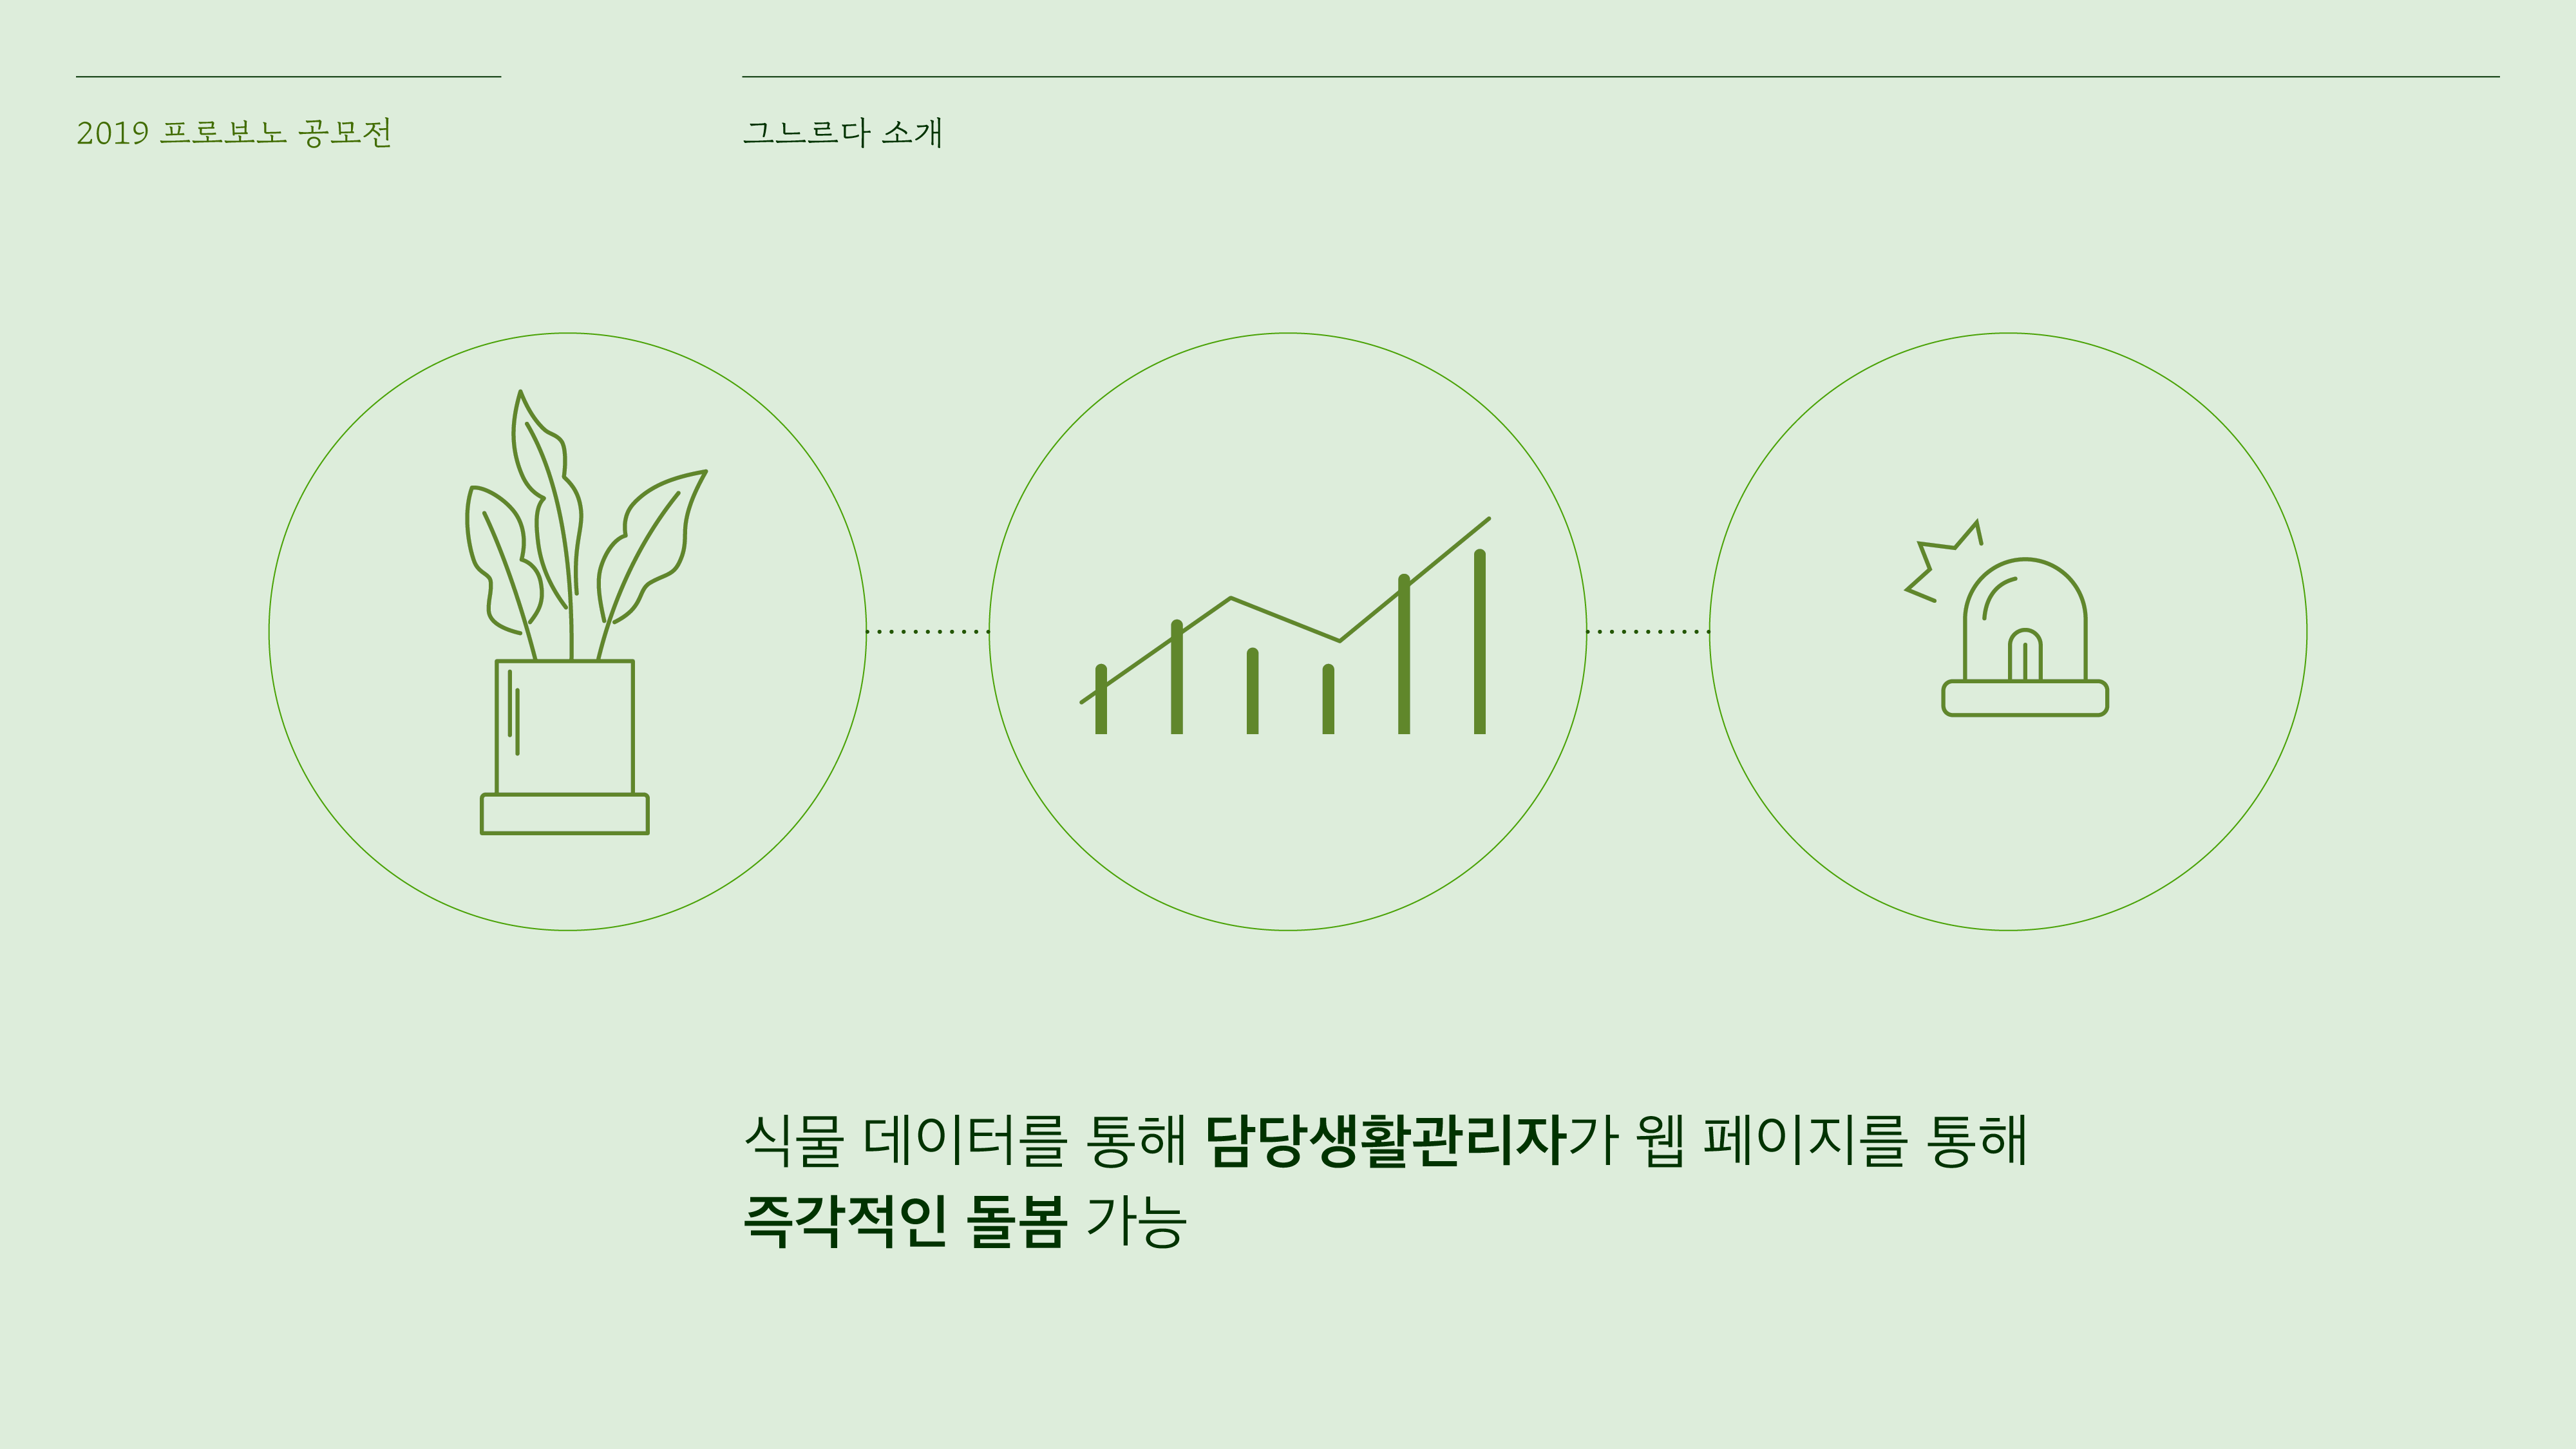 2019 프로보노 공모전
그느르다 소개
식물 데이터를 통해 담당생활관리자가 웹 페이지를 통해
즉각적인 돌봄 가능